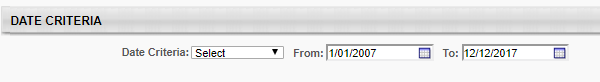 DATE CRITERIA
Date Criteria: Select From: 1/01/2007 To: 12/12/2017